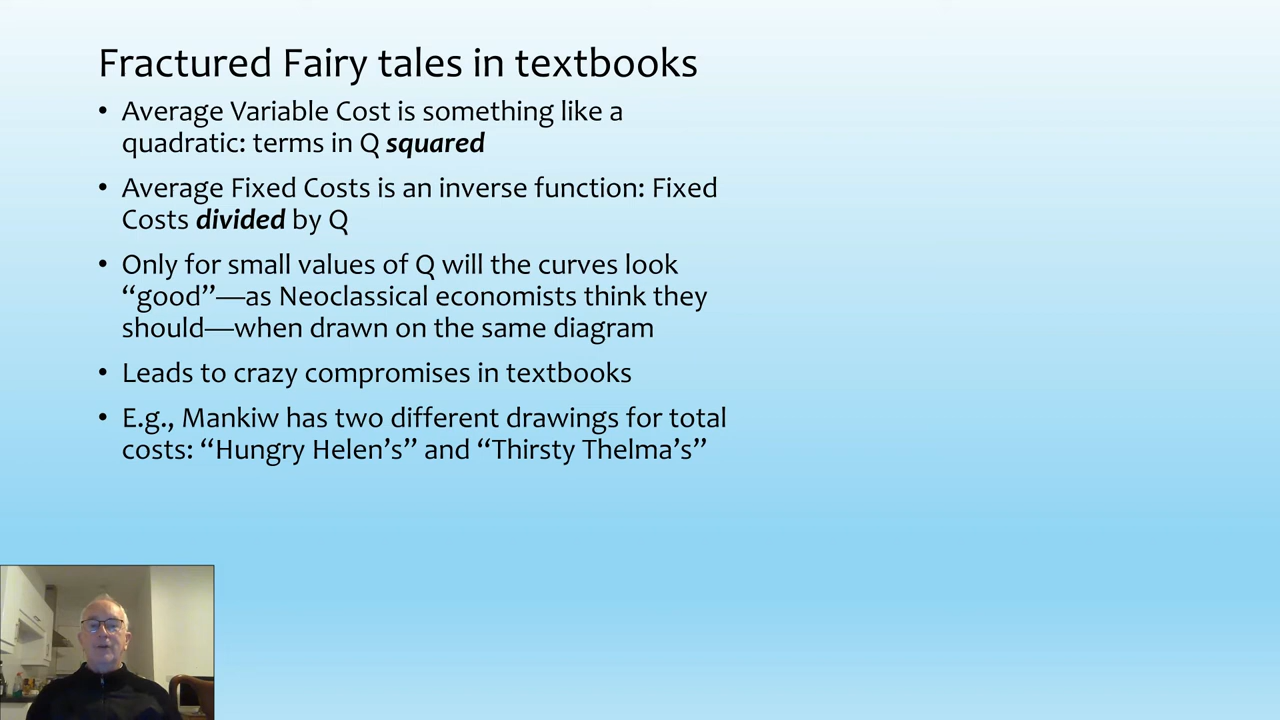 Fractured Fairy tales in textbooks
• Average Variable Cost is something like a
quadratic: terms in Q squared
• Average Fixed Costs is an inverse function: Fixed
Costs divided by Q
• Only for small values of Q will the curves look
“good”—as Neoclassical economists think they
should—when drawn on the same diagram
• Leads to crazy compromises in textbooks
• E.g., Mankiw has two different drawings for total
costs: “Hungry Helen’s” and “Thirsty Thelma’s”